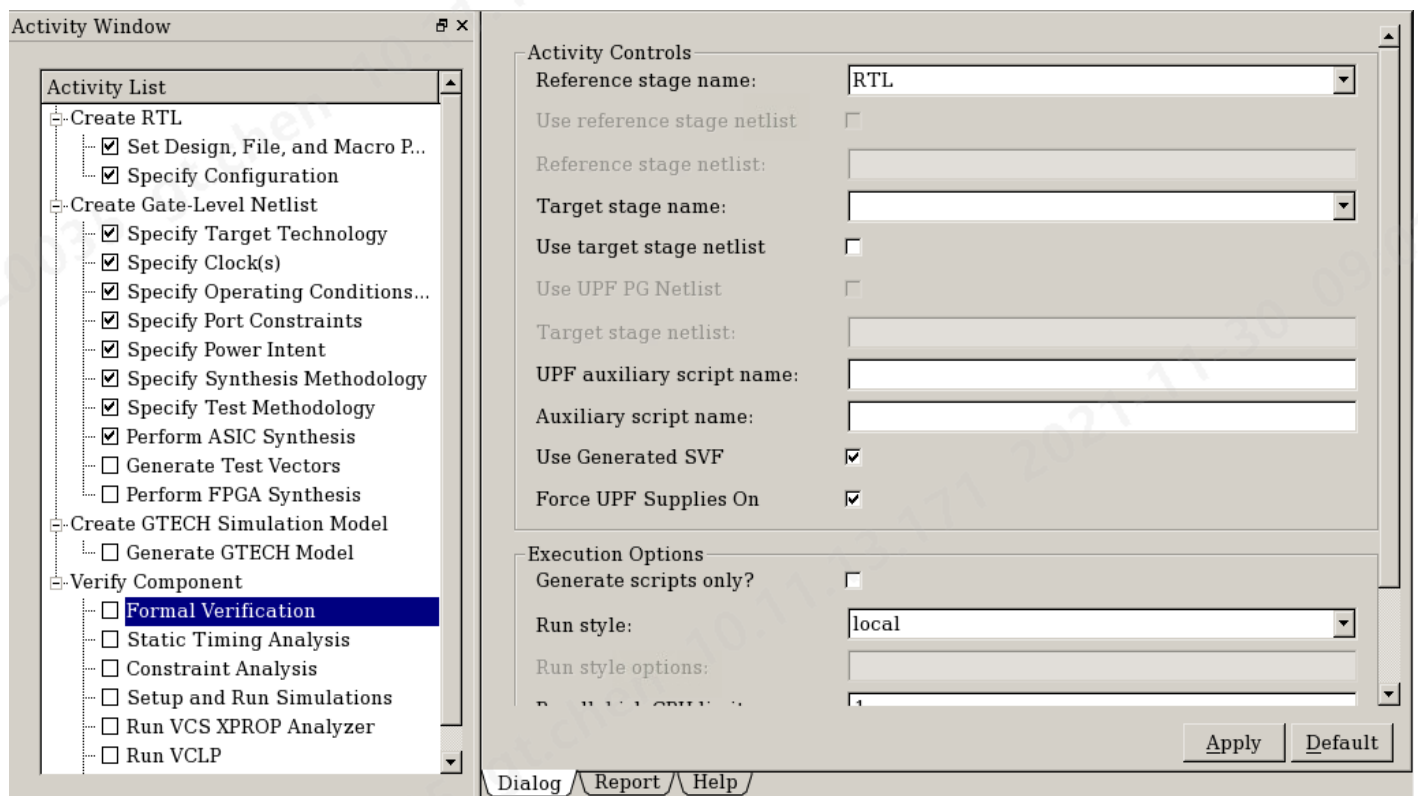 Activity Window
Activity List
Create RTL
Set Design, File, and Macro P...
Specify Configuration
Create Gate-Level Netlist
Specify Target Technology
Specify Clock(s)
Specify Operating Conditions...
Specify Port Constraints
Specify Power Intent
Specify Synthesis Methodology
Specify Test Methodology
Perform ASIC Synthesis
Generate Test Vectors
Perform FPGA Synthesis
Create GTECH Simulation Model
Generate GTECH Model
Verify Component
Formal Verification
Static Timing Analysis
Constraint Analysis
Setup and Run Simulations
Run VCS XPROP Analyzer
Run VCLP
Activity Controls
Reference stage name: RTL
Use reference stage netlist
Reference stage netlist:
Target stage name:
Use target stage netlist
Use UPF PG Netlist
Target stage netlist:
UPF auxiliary script name:
Auxiliary script name:
Use Generated SVF
Force UPF Supplies On
Execution Options
Generate scripts only?
Run style: local
Run style options:
Apply Default
Dialog Report Help